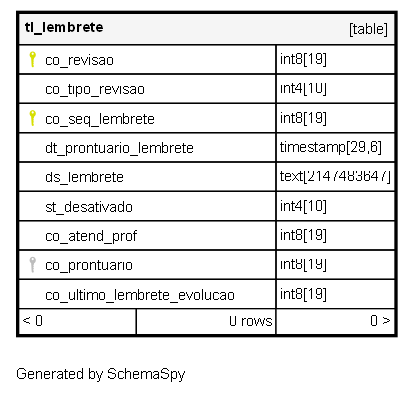 tl_lembrete [table]
co_revisao int8[19]
co_tipo_revisao int4[10]
co_seq_lembrete int8[19]
dt_prontuario_lembrete timestamp[29,6]
ds_lembrete text[2147483647]
st_desativado int4[10]
co_atend_prof int8[19]
co_prontuario int8[19]
co_ultimo_lembrete_evolucao int8[19]
< 0 0 rows 0 >
Generated by SchemaSpy